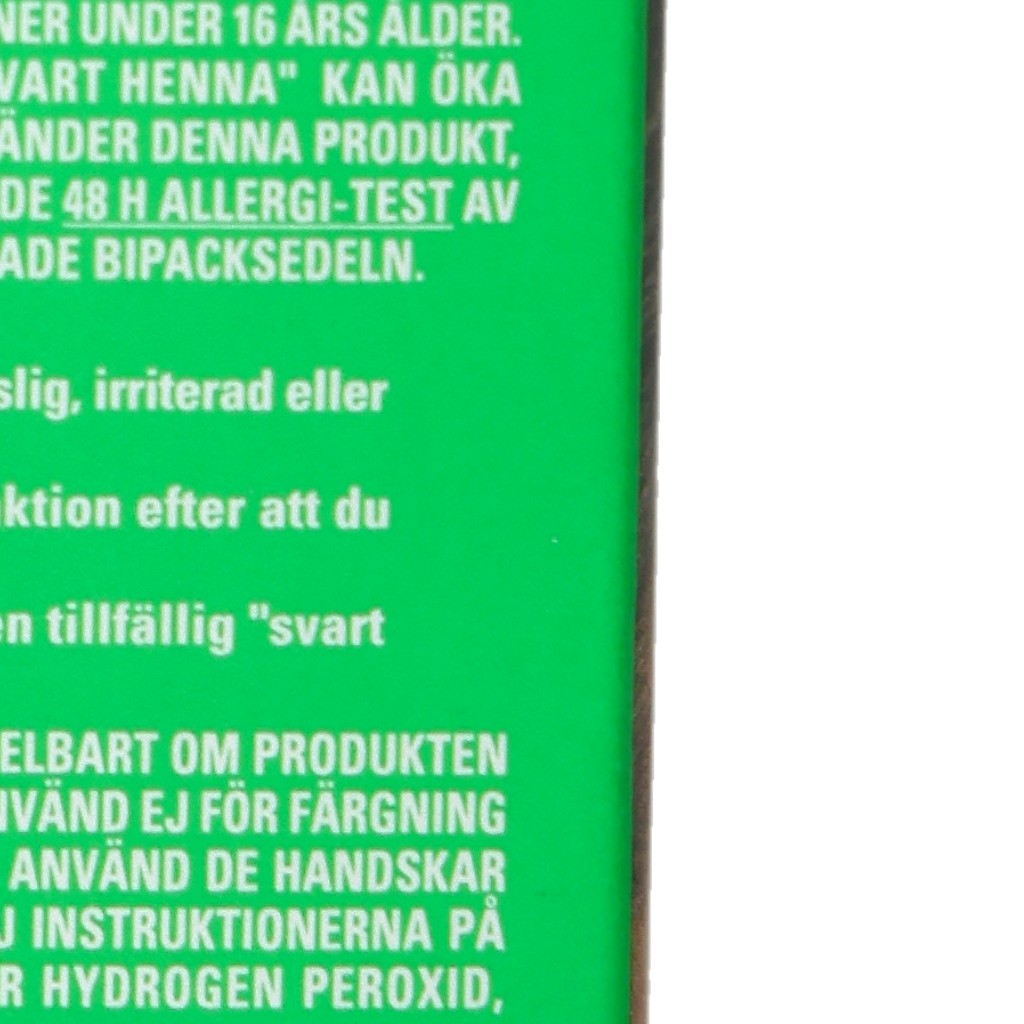 NER UNDER 16 ÅRS ÅLDER.
VART HENNA" KAN ÖKA
ÄNDER DENNA PRODUKT,
DE 48 H ALLERGI-TEST AV
ADE BIPACKSEDELN.
slig, irriterad eller
ktion efter att du
en tillfällig "svart
ELBART OM PRODUKTEN
NVÄND EJ FÖR FÄRGNING
ANVÄND DE HANDSKAR
J INSTRUKTIONERNA PÅ
R HYDROGEN PEROXID,